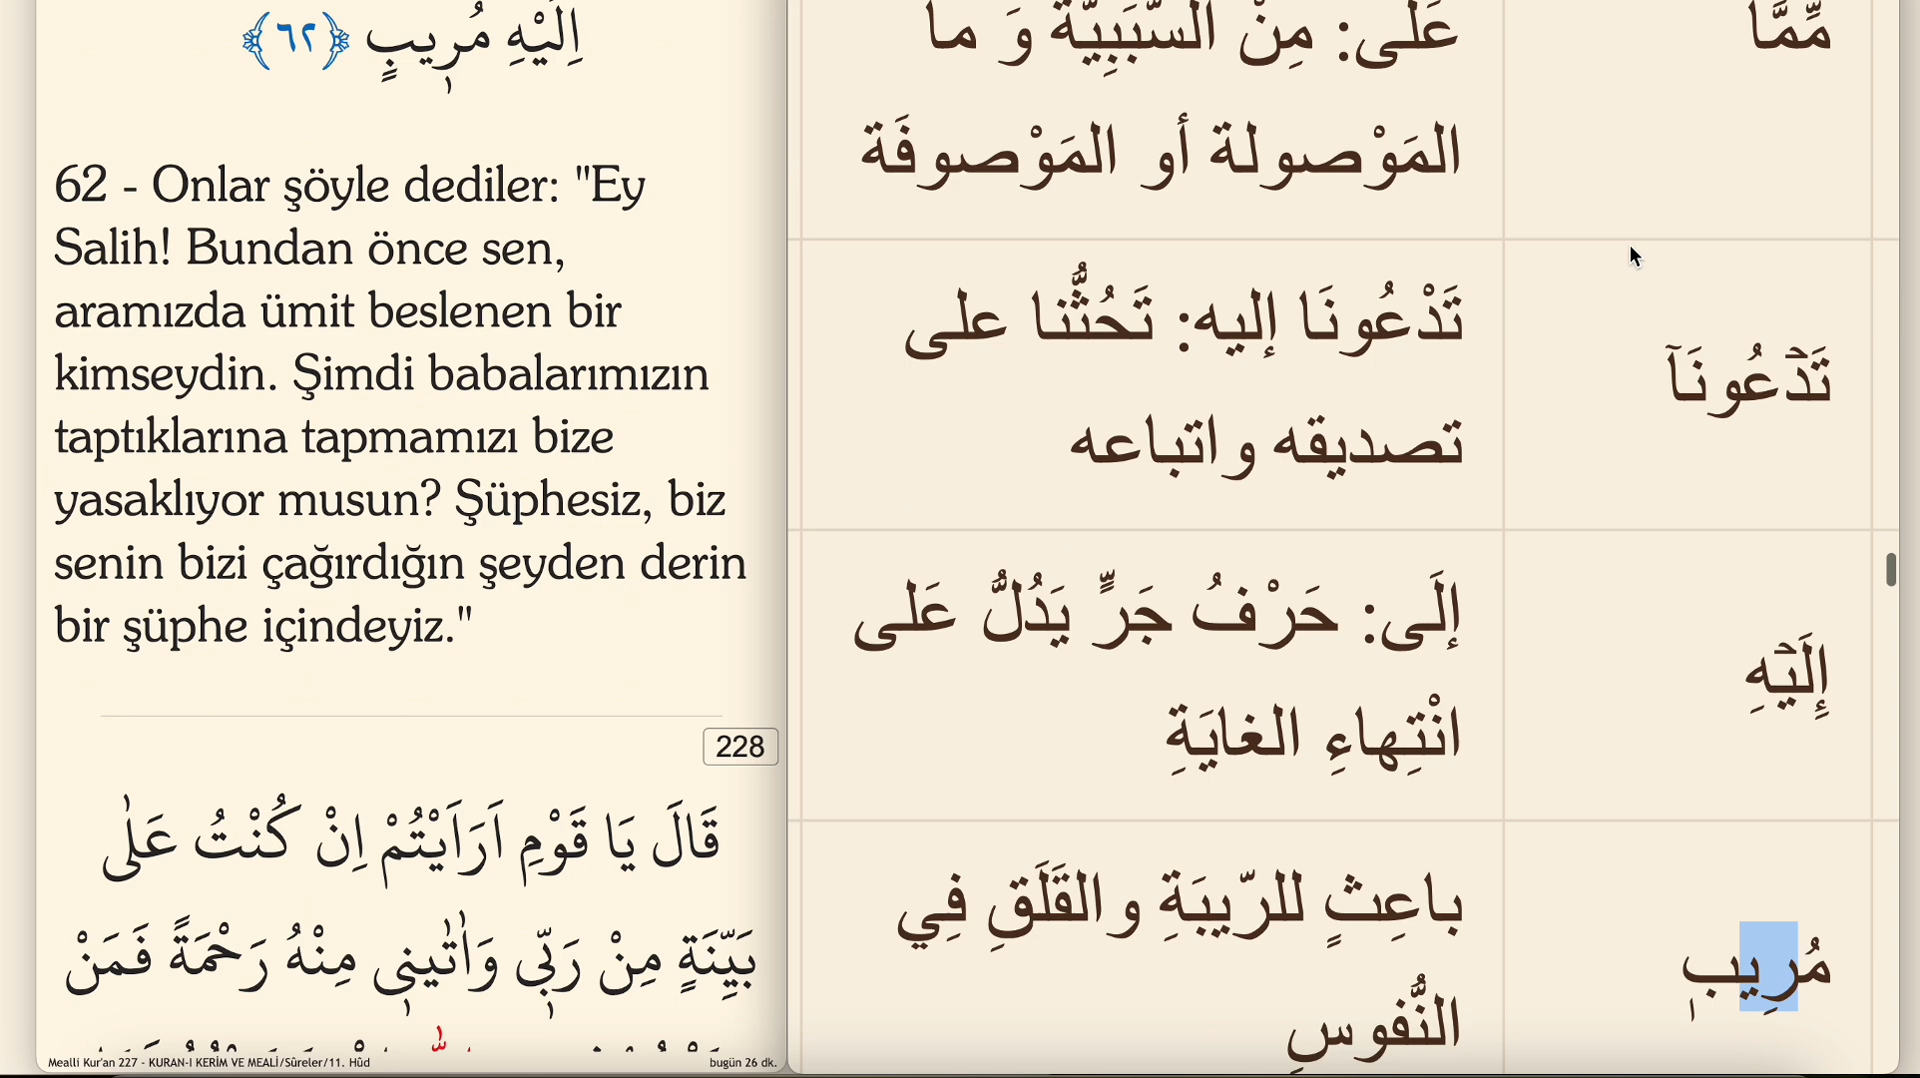 اِلَيْهِ مُر۪يبٍ ﴿٦٢﴾
62 - Onlar şöyle dediler: "Ey
Salih! Bundan önce sen,
aramızda ümit beslenen bir
kimseydin. Şimdi babalarımızın
taptıklarına tapmamızı bize
yasaklıyor musun? Şüphesiz, biz
senin bizi çağırdığın şeyden derin
bir şüphe içindeyiz."
228
قَالَ يَا قَوْمِ اَرَاَيْتُمْ اِنْ كُنْتُ عَلٰى
بَيِّنَةٍ مِنْ رَبّ۪ي وَاٰتٰين۪ي مِنْهُ رَحْمَةً فَمَنْ
Mealli Kur'an 227 - KURAN-I KERİM VE MEALİ/Sûreler/11. Hûd
bugün 26 dk.
مِّمَّا
عَلَى: مِنْ السَّبَبِيَّة وَ ما
المَوْصولة أو المَوْصوفَة
تَدۡعُونَآ
تَدْعُونَا إليه: تَحُثُّنا على
تصديقه واتباعه
إِلَيۡهِ
إلَى: حَرْفُ جَرٍّ يَدُلُّ عَلى
انْتِهاءِ الغايَةِ
مُرِيبٖ
باعِثٍ للرّيبَةِ والقَلَقِ فِي
النُّفوسِ